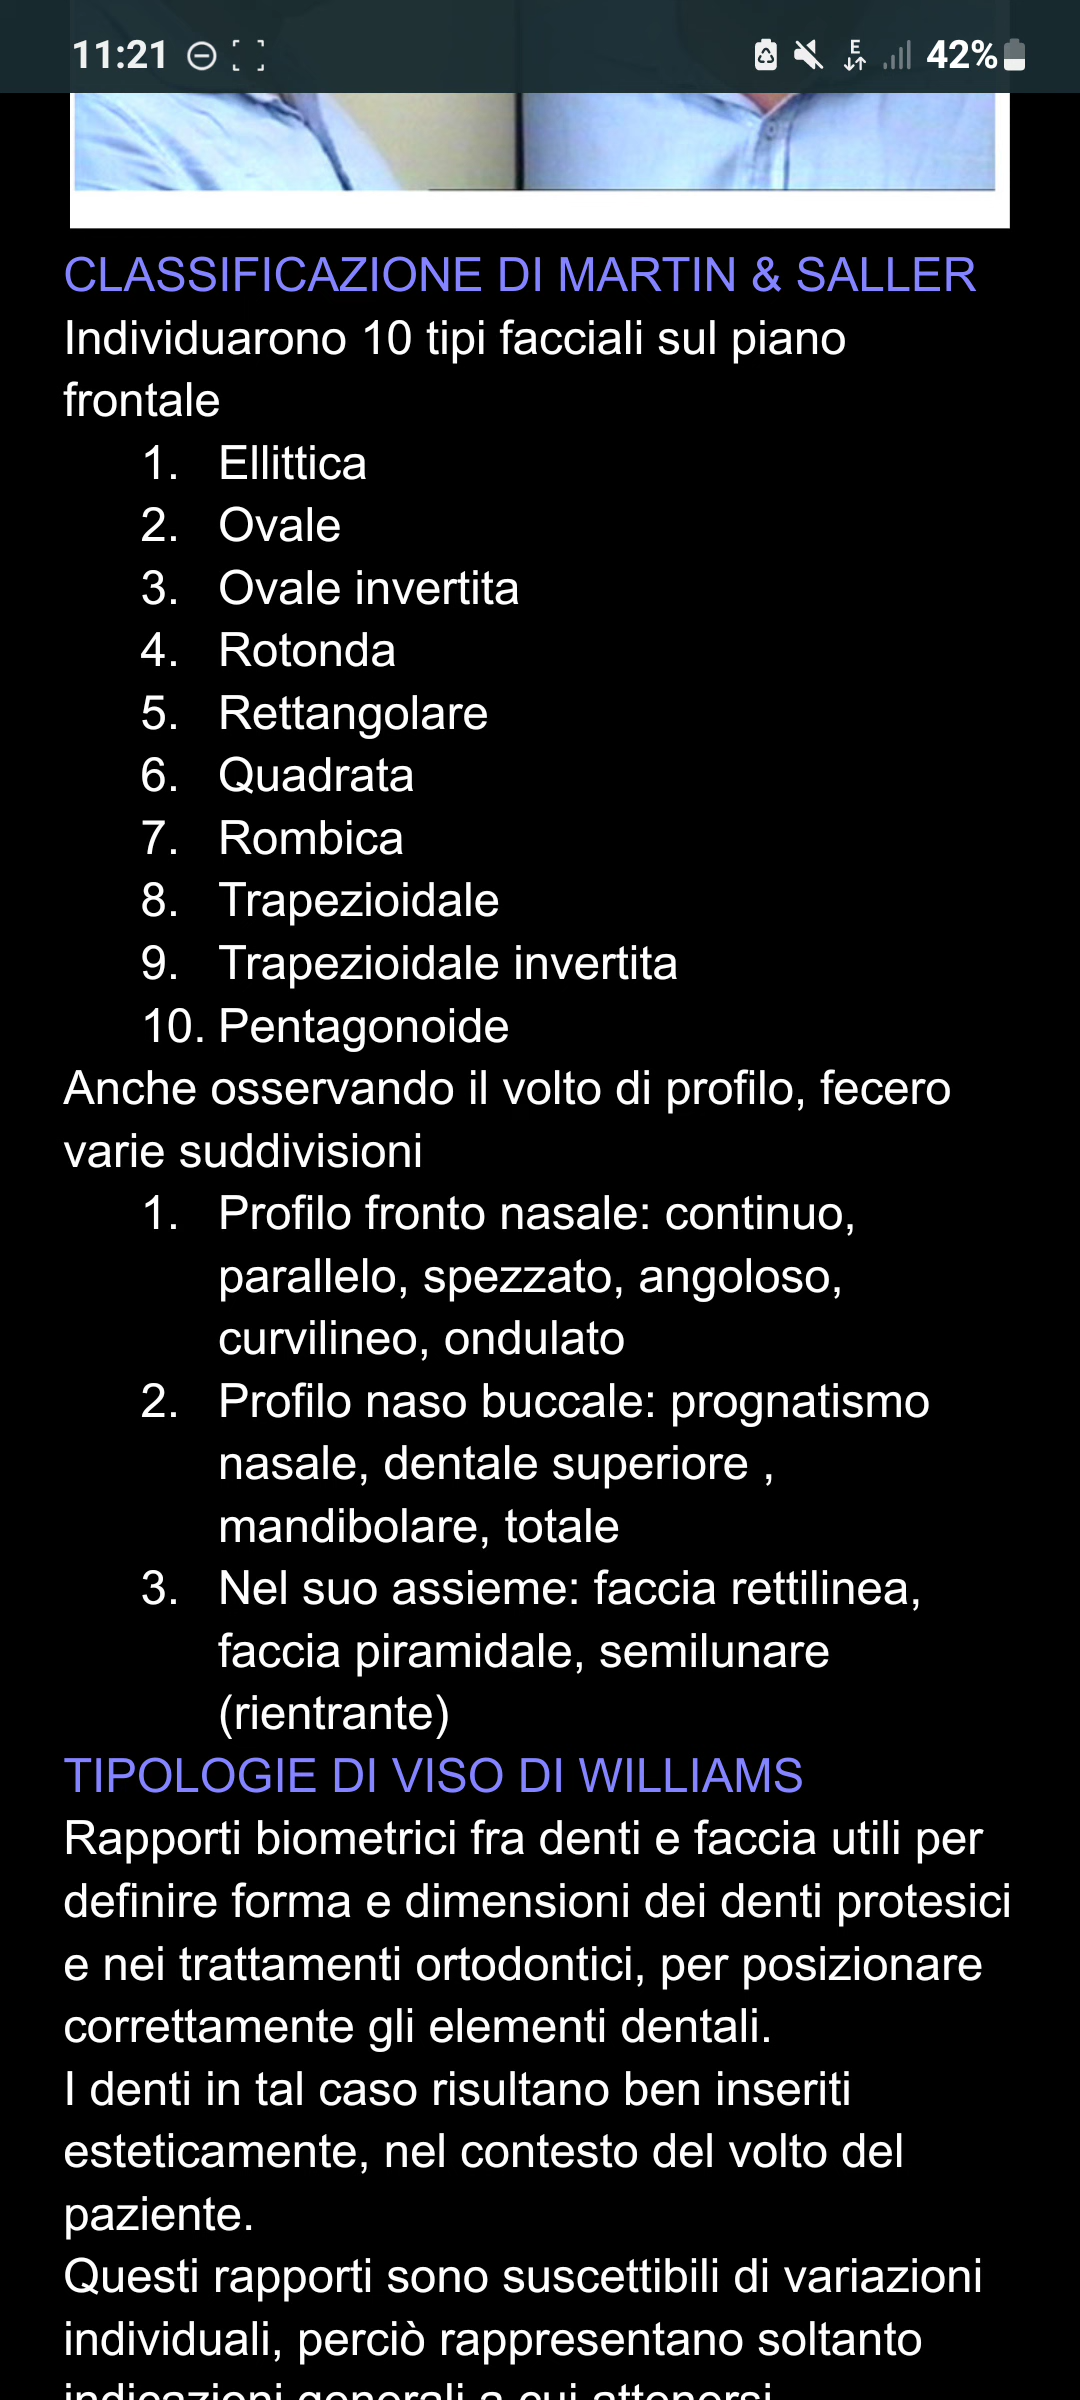 11:21
E
42%
CLASSIFICAZIONE DI MARTIN & SALLER
Individuarono 10 tipi facciali sul piano
frontale
1. Ellittica
2. Ovale
3. Ovale invertita
4. Rotonda
5. Rettangolare
6. Quadrata
7. Rombica
8. Trapezioidale
9. Trapezioidale invertita
10. Pentagonoide
Anche osservando il volto di profilo, fecero
varie suddivisioni
1. Profilo fronto nasale: continuo,
parallelo, spezzato, angoloso,
curvilineo, ondulato
2. Profilo naso buccale: prognatismo
nasale, dentale superiore ,
mandibolare, totale
3. Nel suo assieme: faccia rettilinea,
faccia piramidale, semilunare
(rientrante)
TIPOLOGIE DI VISO DI WILLIAMS
Rapporti biometrici fra denti e faccia utili per
definire forma e dimensioni dei denti protesici
e nei trattamenti ortodontici, per posizionare
correttamente gli elementi dentali.
I denti in tal caso risultano ben inseriti
esteticamente, nel contesto del volto del
paziente.
Questi rapporti sono suscettibili di variazioni
individuali, perciò rappresentano soltanto
indicazioni generali a cui attenersi